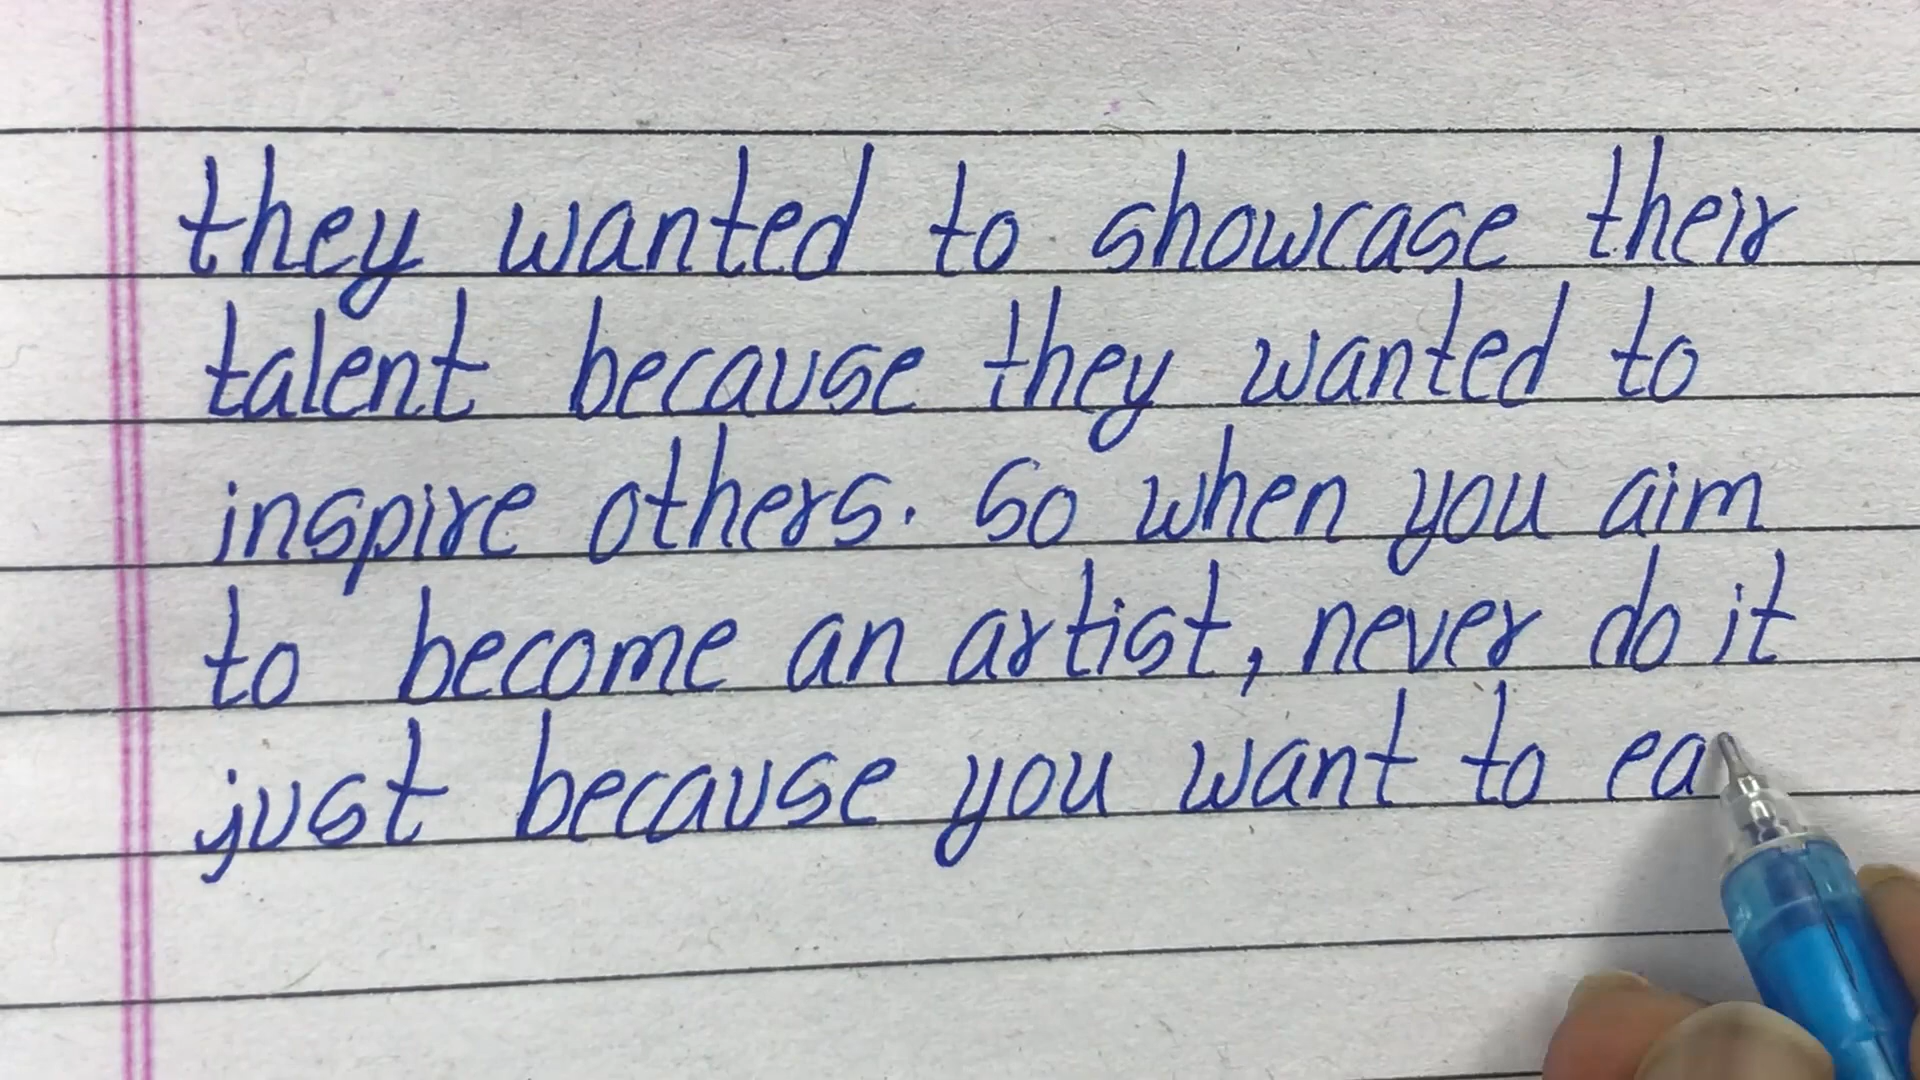 they wanted to showcase their
talent because they wanted to
inspire others. So when you aim
to become an artist, never do it
just because you want to ea